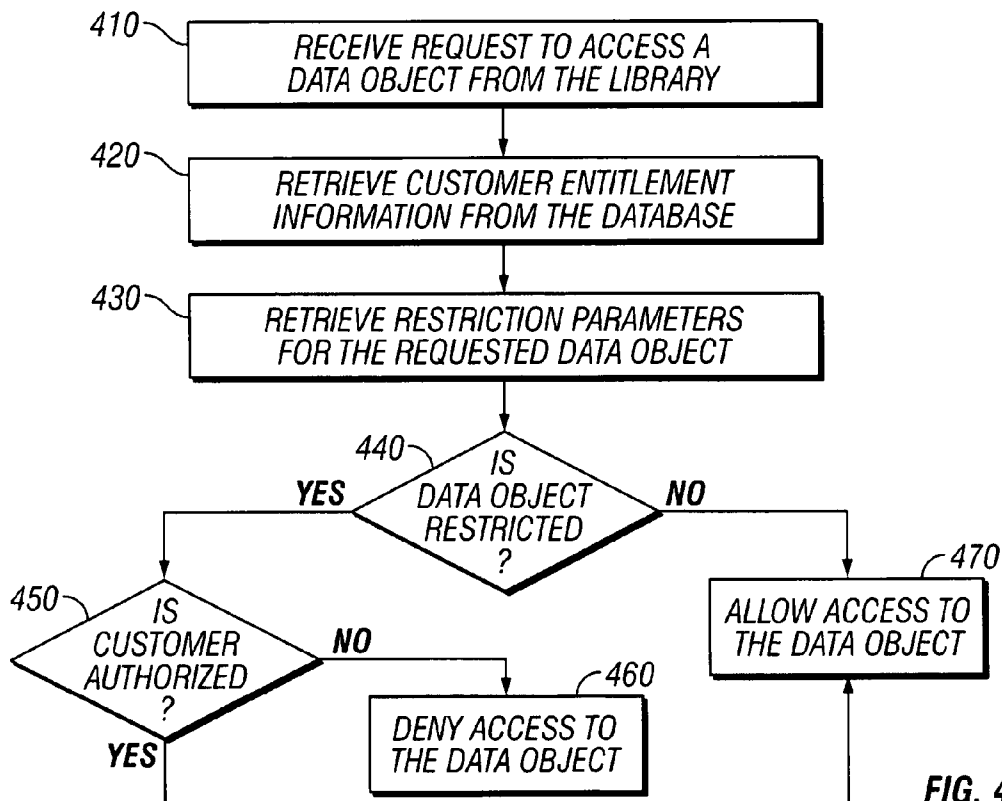 410
RECEIVE REQUEST TO ACCESS A
DATA OBJECT FROM THE LIBRARY
420
RETRIEVE CUSTOMER ENTITLEMENT
INFORMATION FROM THE DATABASE
430
RETRIEVE RESTRICTION PARAMETERS
FOR THE REQUESTED DATA OBJECT
440
IS
DATA OBJECT
RESTRICTED
?
YES
NO
450
IS
CUSTOMER
AUTHORIZED
?
NO
YES
460
DENY ACCESS TO
THE DATA OBJECT
470
ALLOW ACCESS TO
THE DATA OBJECT
FIG. 4